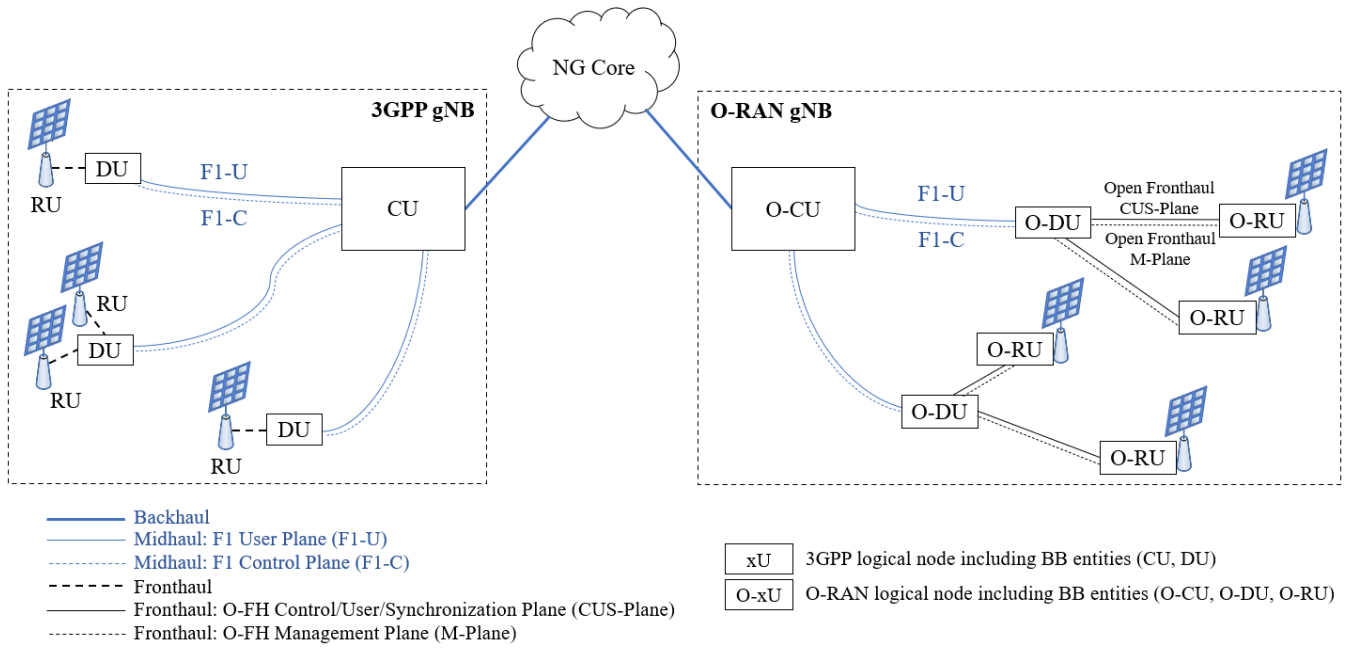 NG Core
3GPP gNB
DU
RU
F1-U
F1-C
CU
RU
DU
RU
DU
RU
O-RAN gNB
O-CU
F1-U
F1-C
O-DU
Open Fronthaul
CUS-Plane
Open Fronthaul
M-Plane
O-RU
O-RU
O-RU
O-DU
O-RU
Backhaul
Midhaul: F1 User Plane (F1-U)
Midhaul: F1 Control Plane (F1-C)
Fronthaul
Fronthaul: O-FH Control/User/Synchronization Plane (CUS-Plane)
Fronthaul: O-FH Management Plane (M-Plane)
xU 3GPP logical node including BB entities (CU, DU)
O-xU O-RAN logical node including BB entities (O-CU, O-DU, O-RU)